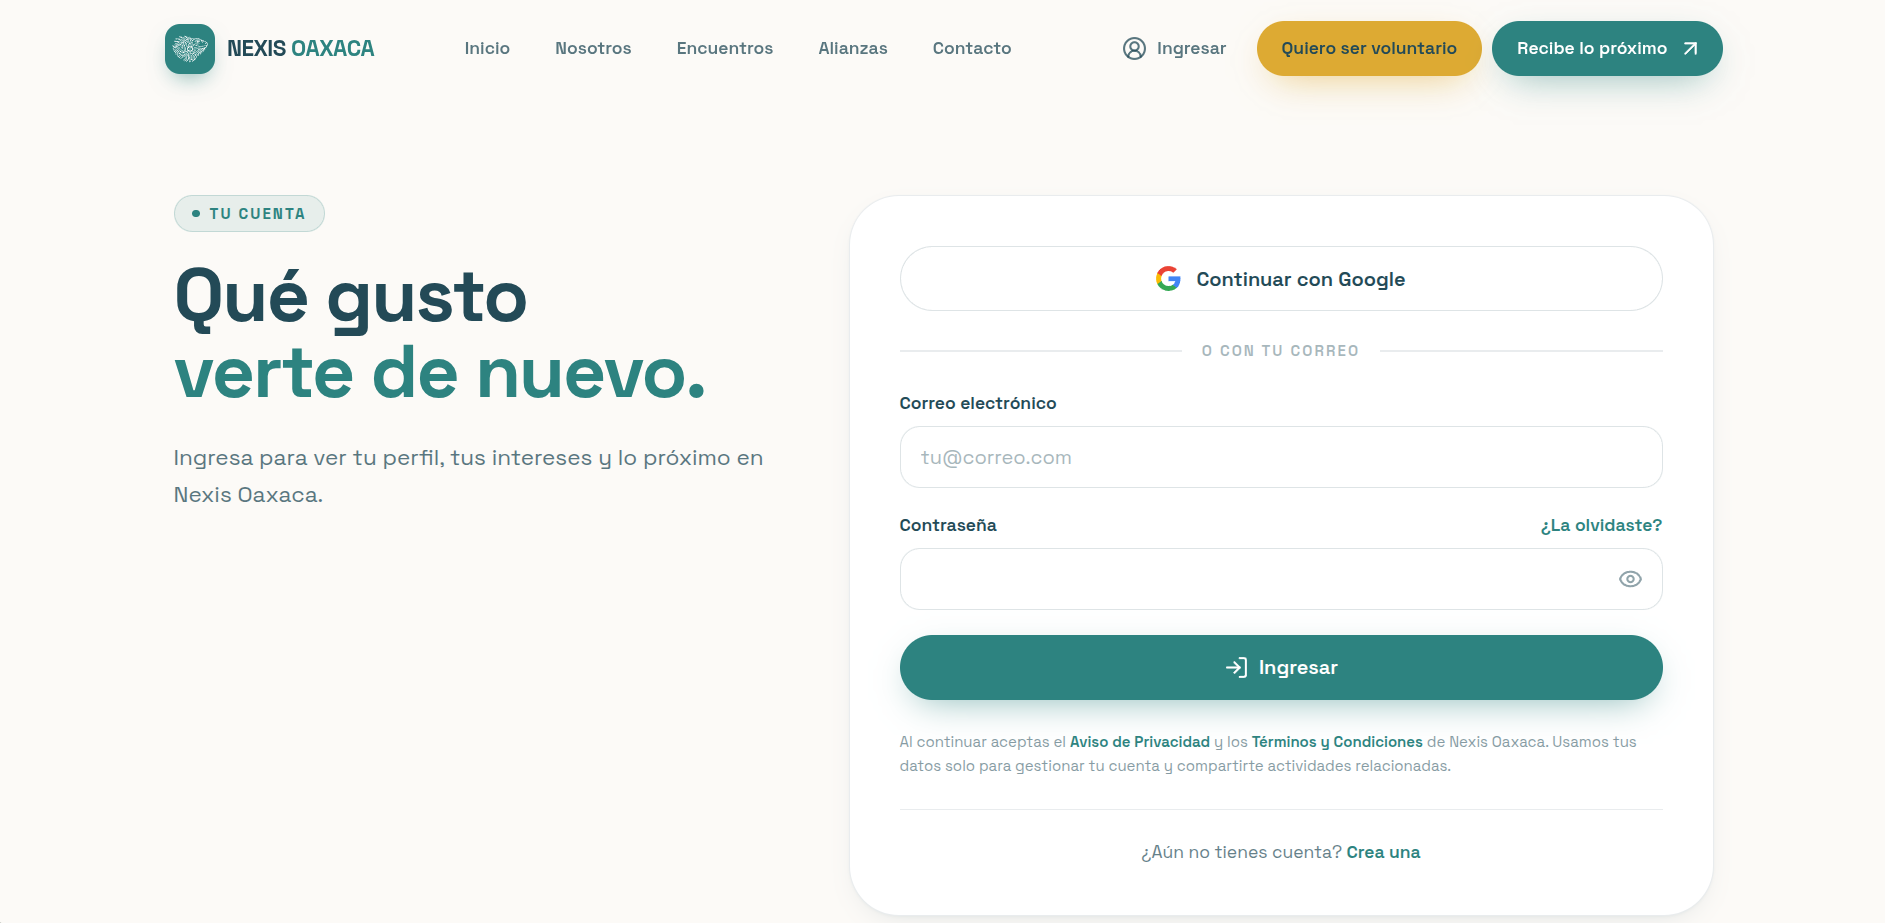 NEXIS OAXACA
Inicio
Nosotros
Encuentros
Alianzas
Contacto
Ingresar
Quiero ser voluntario
Recibe lo próximo
TU CUENTA
Qué gusto
verte de nuevo.
Ingresa para ver tu perfil, tus intereses y lo próximo en
Nexis Oaxaca.
Continuar con Google
O CON TU CORREO
Correo electrónico
tu@correo.com
Contraseña
¿La olvidaste?
Ingresar
Al continuar aceptas el Aviso de Privacidad y los Términos y Condiciones de Nexis Oaxaca. Usamos tus
datos solo para gestionar tu cuenta y compartirte actividades relacionadas.
¿Aún no tienes cuenta? Crea una